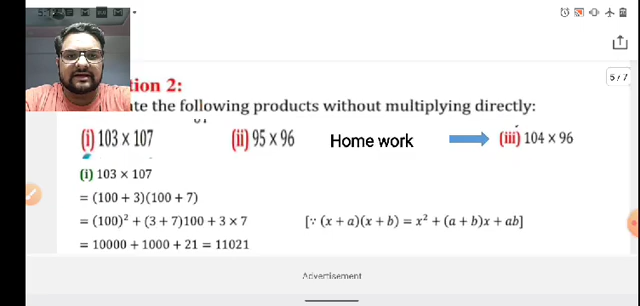 5/7
tion 2:
ate the following products without multiplying directly:
(i) 103 × 107 (ii) 95 × 96 Home work (iii) 104 × 96
(i) 103 × 107
= (100 + 3)(100 + 7)
= (100)² + (3 + 7)100 + 3 × 7 [∵ (x + a)(x + b) = x² + (a + b)x + ab]
= 10000 + 1000 + 21 = 11021
Advertisement